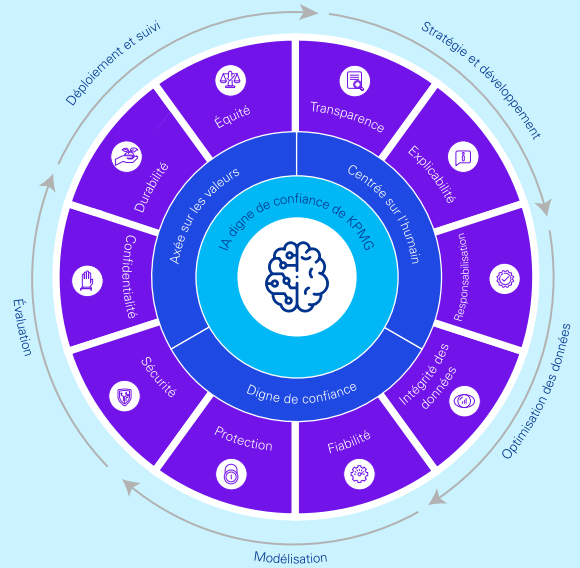 Déploiement et suivi
Stratégie et développement
Optimisation des données
Modélisation
Évaluation
Équité
Transparence
Explicabilité
Responsabilisation
Intégrité des
données
Fiabilité
Protection
Sécurité
Confidentialité
Durabilité
Axée sur les valeurs
Centrée sur l'humain
Digne de confiance
IA digne de confiance de KPMG